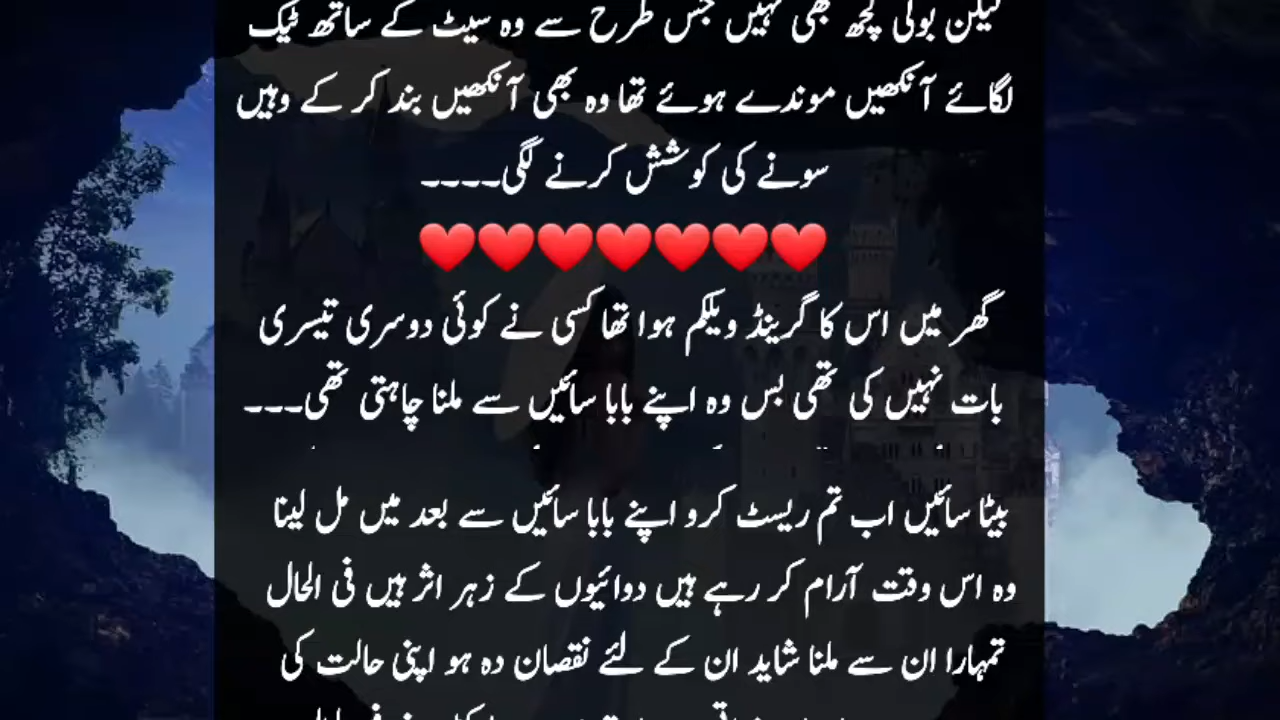 لیکن بولی کچھ بھی نہیں جس طرح سے وہ سیٹ کے ساتھ ٹیک
لگائے آنکھیں موندے ہوئے تھا وہ بھی آنکھیں بند کر کے وہیں
سونے کی کوشش کرنے لگی۔۔۔۔
❤️❤️❤️❤️❤️❤️❤️
گھر میں اس کا گرینڈ ویلکم ہوا تھا کسی نے کوئی دوسری تیسری
بات نہیں کی تھی بس وہ اپنے بابا سائیں سے ملنا چاہتی تھی۔۔۔
بیٹا سائیں اب تم ریسٹ کرو اپنے بابا سائیں سے بعد میں مل لینا
وہ اس وقت آرام کر رہے ہیں دوائیوں کے زہر اثر ہیں فی الحال
تمہارا ان سے ملنا شاید ان کے لئے نقصان دہ ہو اپنی حالت کی